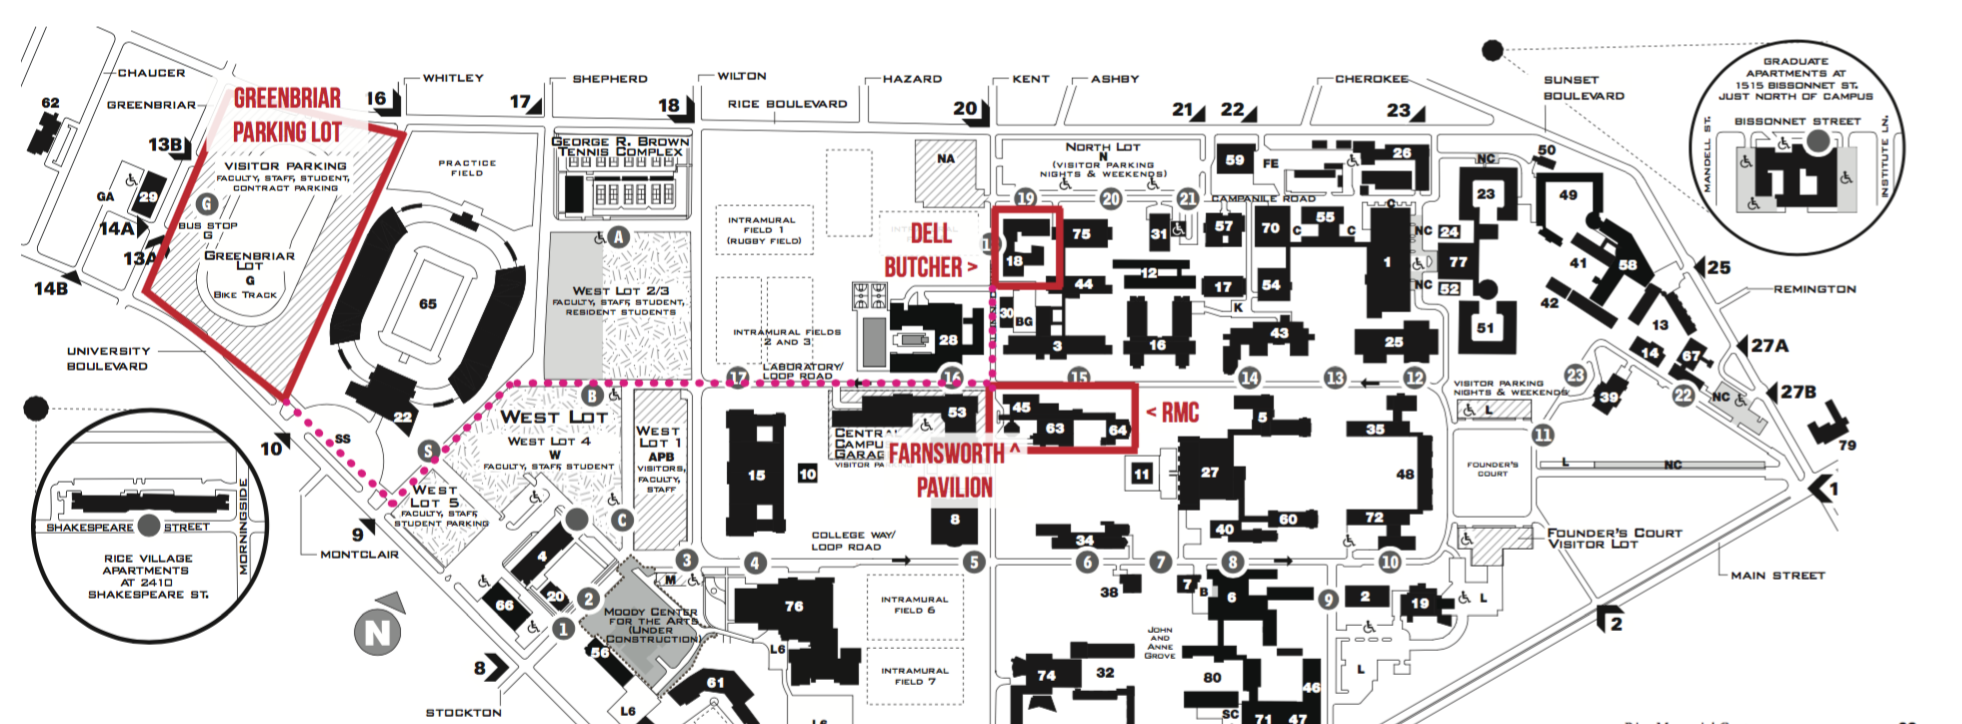 CHAUCER
GREENBRIAR
62
13B
GREENBRIAR
PARKING LOT
16
WHITLEY
17
SHEPHERD
18
WILTON
RICE BOULEVARD
HAZARD
20
KENT
ASHBY
21
22
CHEROKEE
23
SUNSET
BOULEVARD
GRADUATE
APARTMENTS AT
1515 BISSONNET ST.
JUST NORTH OF CAMPUS
BISSONNET STREET
MANDELL ST.
INSTITUTE LN.
VISITOR PARKING
FACULTY, STAFF, STUDENT,
CONTRACT PARKING
G
BUS STOP
G
GREENBRIAR
LOT
G
BIKE TRACK
GA
29
14A
13A
14B
UNIVERSITY
BOULEVARD
PRACTICE
FIELD
65
22
GEORGE R. BROWN
TENNIS COMPLEX
A
WEST LOT 2/3
FACULTY, STAFF, STUDENT,
RESIDENT STUDENTS
INTRAMURAL
FIELD 1
(RUGBY FIELD)
INTRAMURAL FIELDS
2 AND 3
LABORATORY/
LOOP ROAD
NA
NORTH LOT
N
(VISITOR PARKING
NIGHTS & WEEKENDS)
19
20
21
CAMPANILE ROAD
DELL
BUTCHER >
18
75
31
57
70
55
C
C
C
59
FE
26
1
44
12
17
54
K
30
BG
28
3
16
43
25
NC
23
NC
24
77
NC
52
51
50
49
41
58
42
13
14
67
25
REMINGTON
27A
27B
79
17
16
15
14
13
12
23
22
NC
39
VISITOR PARKING
NIGHTS & WEEKENDS
L
11
B
S
SS
10
9
MONTCLAIR
WEST LOT
WEST LOT 4
W
FACULTY, STAFF, STUDENT
WEST
LOT 5
FACULTY, STAFF,
STUDENT PARKING
C
WEST
LOT 1
APB
VISITORS,
FACULTY,
STAFF
15
10
53
CENTRAL
VISITOR
FARNSWORTH ^
PAVILION
45
63
64
< RMC
8
11
27
5
35
48
FOUNDER'S
COURT
L
NC
1
40
60
72
34
COLLEGE WAY/
LOOP ROAD
3
4
5
6
7
8
9
10
FOUNDER'S COURT
VISITOR LOT
MAIN STREET
2
SHAKESPEARE
STREET
MORNINGSIDE
RICE VILLAGE
APARTMENTS
AT 2410
SHAKESPEARE ST.
N
4
20
66
2
1
8
STOCKTON
M
MOODY CENTER
FOR THE ARTS
(UNDER
CONSTRUCTION)
56
61
L6
L6
76
INTRAMURAL
FIELD 6
INTRAMURAL
FIELD 7
38
7
B
6
2
19
L
L
JOHN
AND
ANNE
GROVE
74
32
80
SC
71
47
46